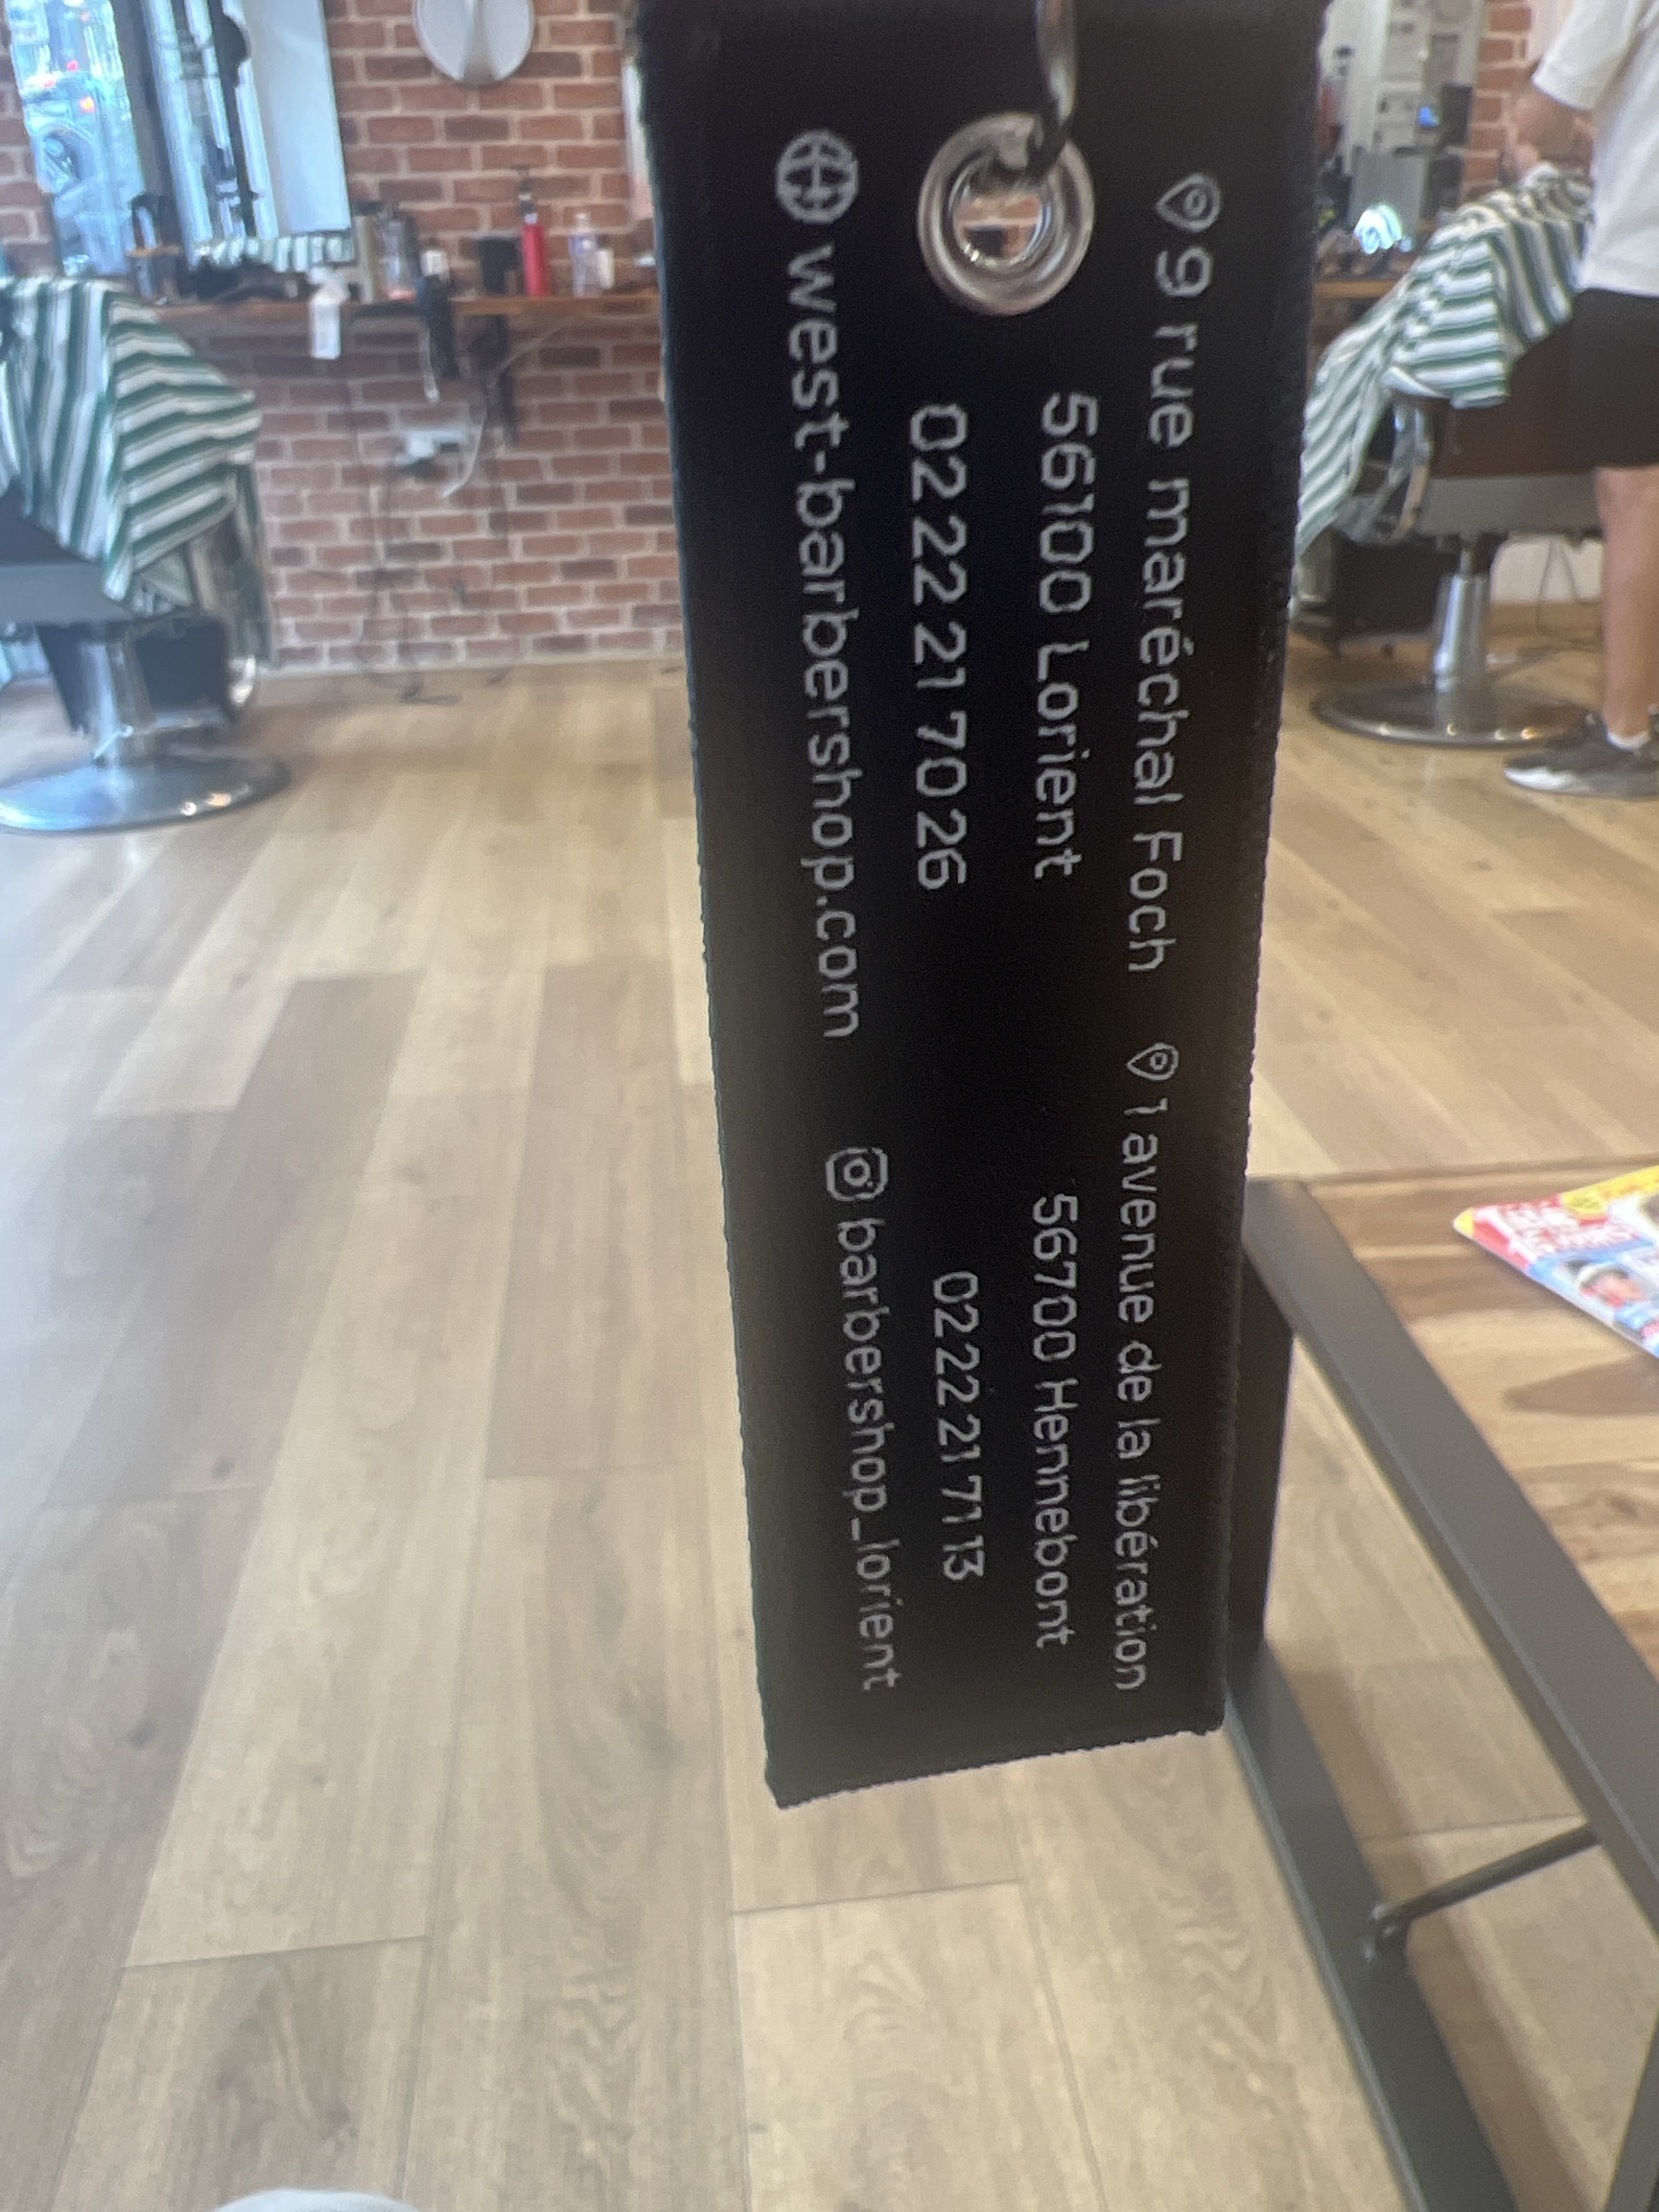 9 rue maréchal Foch
56100 Lorient
02 22 21 70 26
1 avenue de la libération
56700 Hennebont
02 22 21 71 13
west-barbershop.com
barbershop_lorient